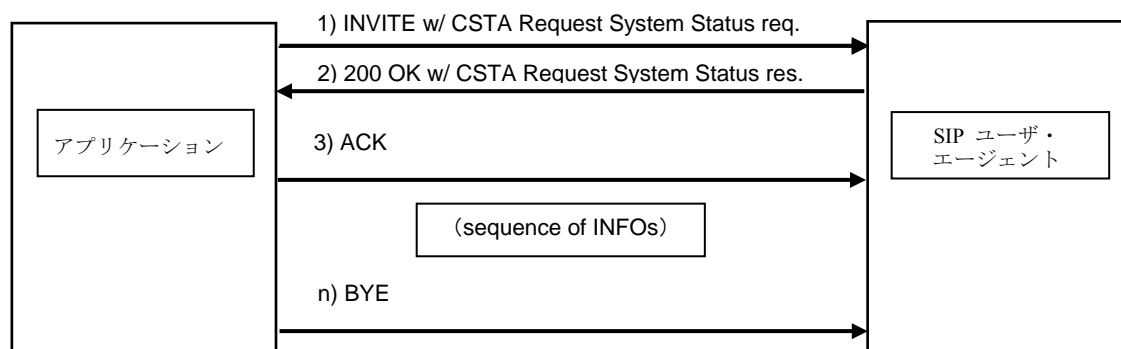 1) INVITE w/ CSTA Request System Status req.
2) 200 OK w/ CSTA Request System Status res.
アプリケーション
3) ACK
SIP ユーザ・
エージェント
（sequence of INFOs）
n) BYE